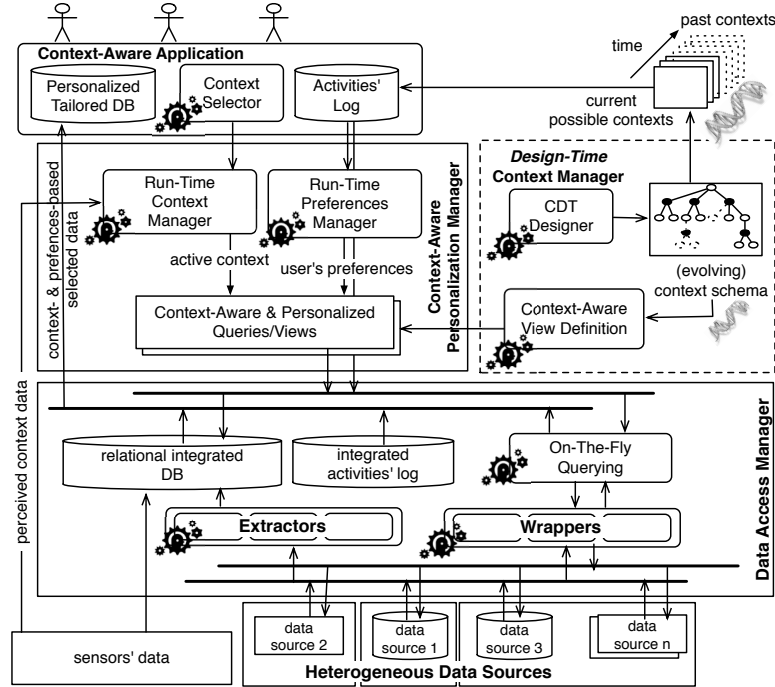 past contexts
time
Context-Aware Application
Personalized
Tailored DB
Context
Selector
Activities'
Log
current
possible contexts
Design-Time
Context Manager
Run-Time
Context
Manager
Run-Time
Preferences
Manager
CDT
Designer
context- & prefences-based
selected data
Context-Aware
Personalization Manager
active context
user's preferences
(evolving)
context schema
Context-Aware & Personalized
Queries/Views
Context-Aware
View Definition
perceived context data
Data Access Manager
relational integrated
DB
integrated
activities' log
On-The-Fly
Querying
Extractors
Wrappers
data
source 2
data
source 1
data
source 3
data
source n
sensors' data
Heterogeneous Data Sources